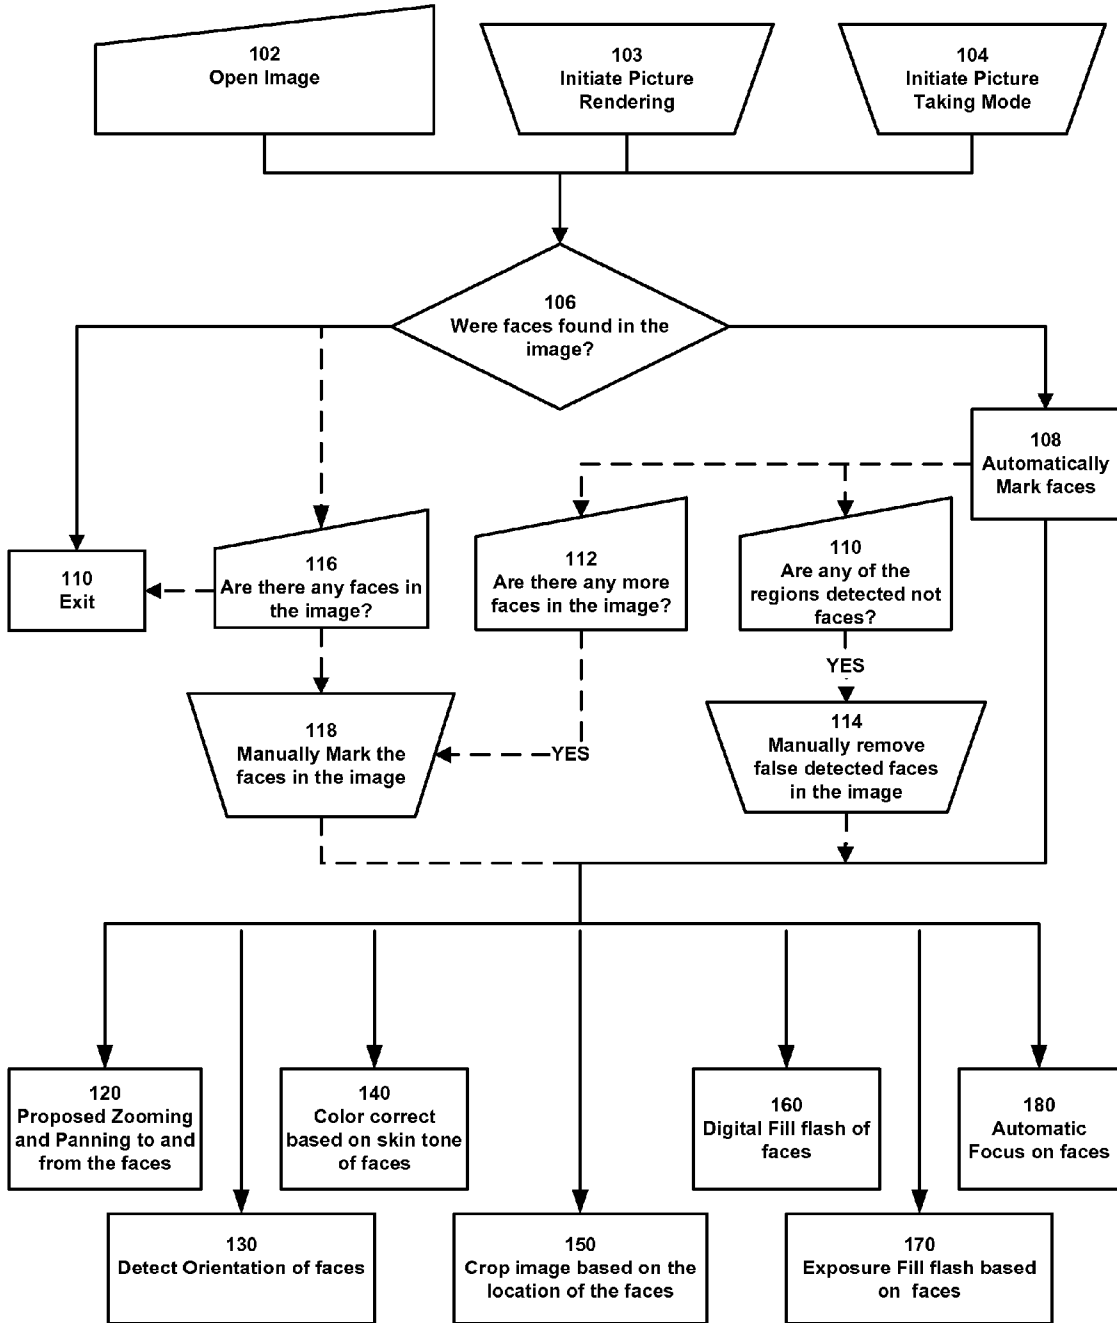 102
Open Image
103
Initiate Picture
Rendering
104
Initiate Picture
Taking Mode
106
Were faces found in the
image?
108
Automatically
Mark faces
110
Exit
116
Are there any faces in
the image?
112
Are there any more
faces in the image?
110
Are any of the
regions detected not
faces?
YES
118
Manually Mark the
faces in the image
YES
114
Manually remove
false detected faces
in the image
120
Proposed Zooming
and Panning to and
from the faces
140
Color correct
based on skin tone
of faces
160
Digital Fill flash of
faces
180
Automatic
Focus on faces
130
Detect Orientation of faces
150
Crop image based on the
location of the faces
170
Exposure Fill flash based
on faces